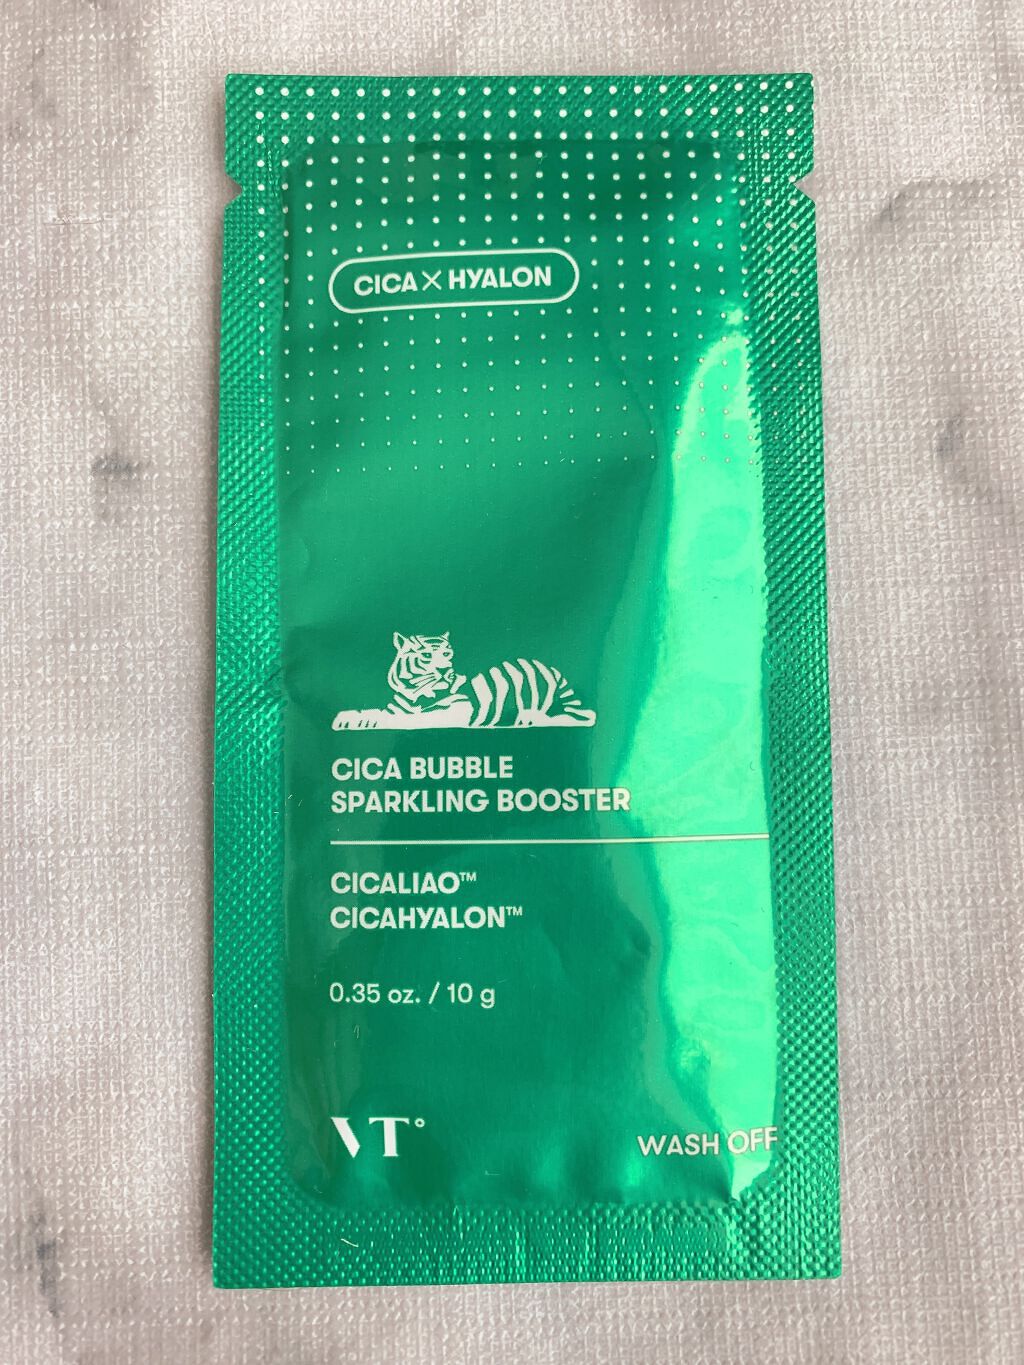 CICA×HYALON
CICA BUBBLE
SPARKLING BOOSTER
CICALIAO™
CICAHYALON™
0.35 oz. / 10 g
VT°
WASH OFF